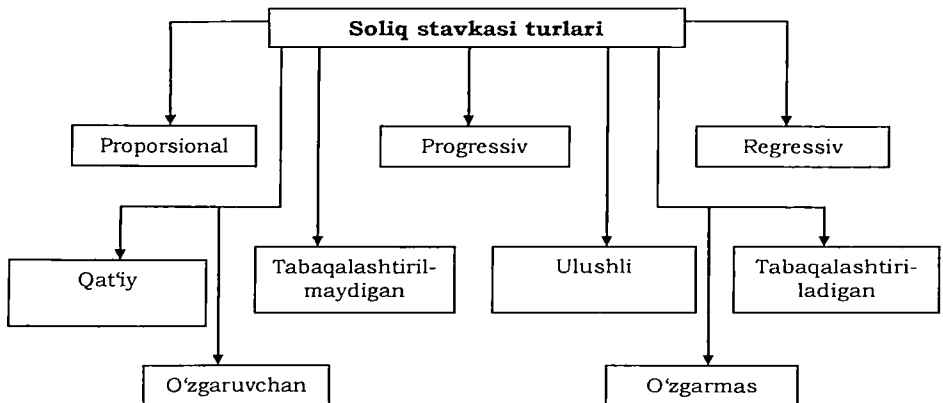 Soliq stavkasi turlari
Proporsional
Progressiv
Regressiv
Qat‘iy
Tabaqalashtiril-
maydigan
Ulushli
Tabaqalashtiri-
ladigan
O‘zgaruvchan
O‘zgarmas